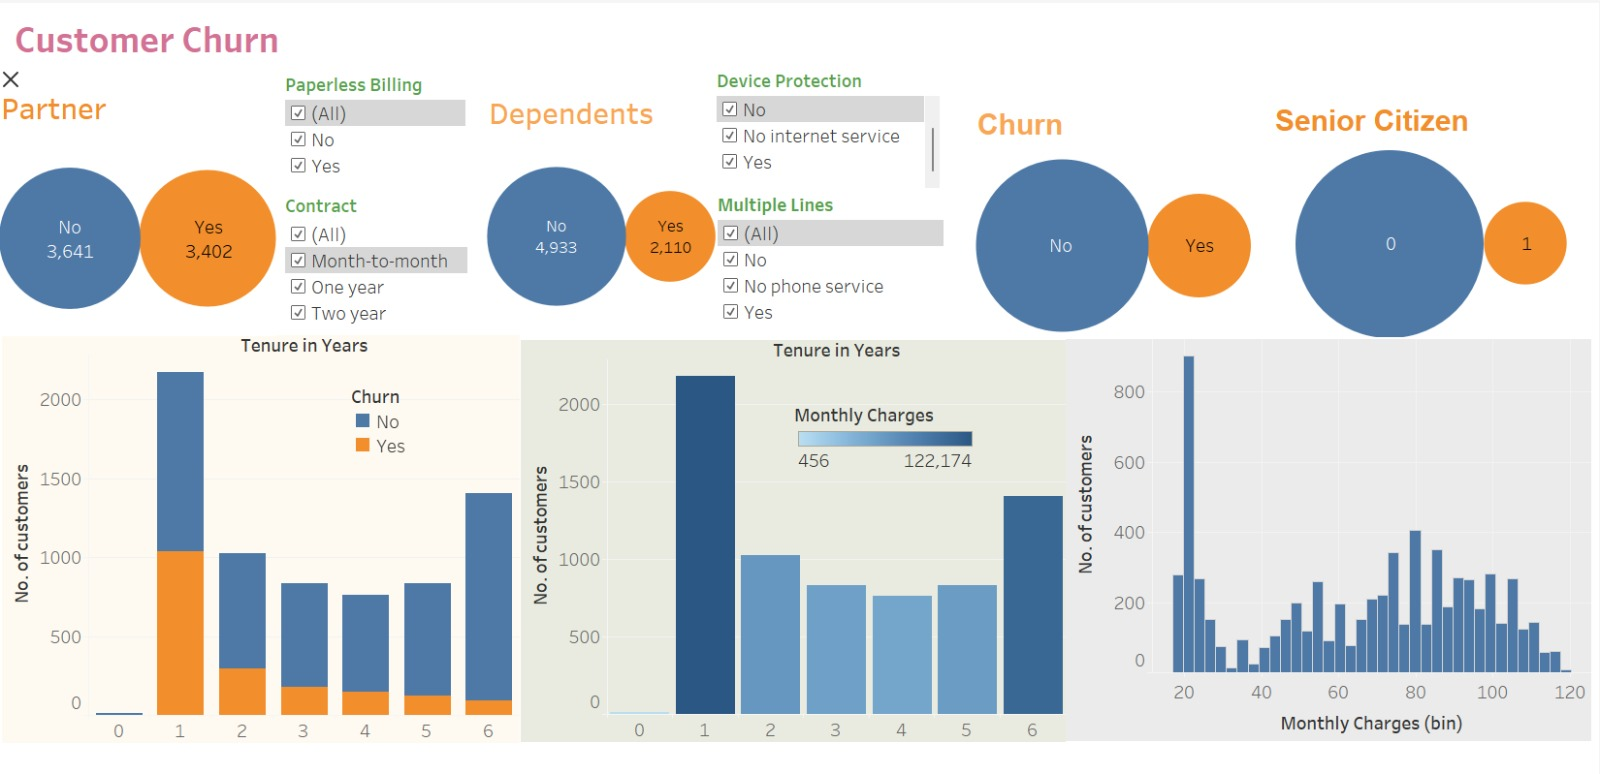 Customer Churn
Partner
No
3,641
Yes
3,402
Paperless Billing
(All)
No
Yes
Contract
(All)
Month-to-month
One year
Two year
Dependents
No
4,933
Yes
2,110
Device Protection
No
No internet service
Yes
Multiple Lines
(All)
No
No phone service
Yes
Churn
No
Yes
Senior Citizen
0
1
Tenure in Years
Churn
No
Yes
No. of customers
2000
1500
1000
500
0
0 1 2 3 4 5 6
Tenure in Years
Monthly Charges
456 122,174
No. of customers
2000
1500
1000
500
0
0 1 2 3 4 5 6
No. of customers
800
600
400
200
0
20 40 60 80 100 120
Monthly Charges (bin)